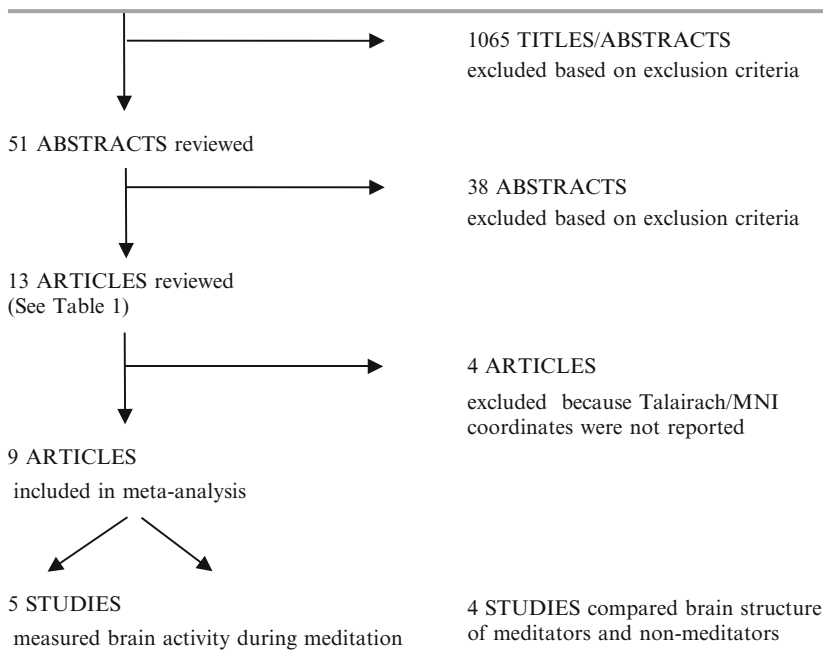 1065 TITLES/ABSTRACTS
excluded based on exclusion criteria
51 ABSTRACTS reviewed
38 ABSTRACTS
excluded based on exclusion criteria
13 ARTICLES reviewed
(See Table 1)
4 ARTICLES
excluded because Talairach/MNI
coordinates were not reported
9 ARTICLES
included in meta-analysis
5 STUDIES
measured brain activity during meditation
4 STUDIES compared brain structure
of meditators and non-meditators